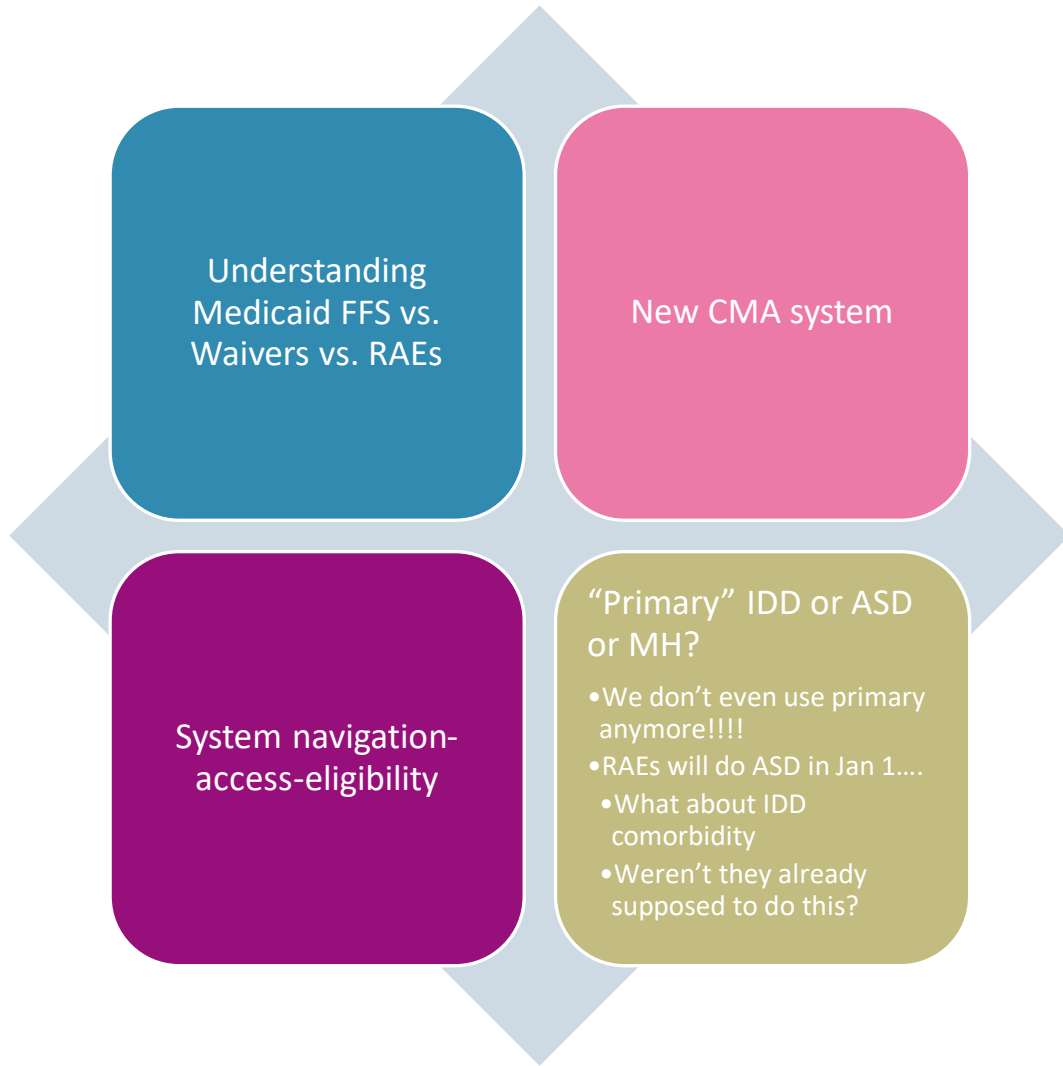 Understanding
Medicaid FFS vs.
Waivers vs. RAEs
New CMA system
System navigation-
access-eligibility
“Primary” IDD or ASD
or MH?
•We don’t even use primary
anymore!!!!
•RAEs will do ASD in Jan 1….
•What about IDD
comorbidity
•Weren’t they already
supposed to do this?